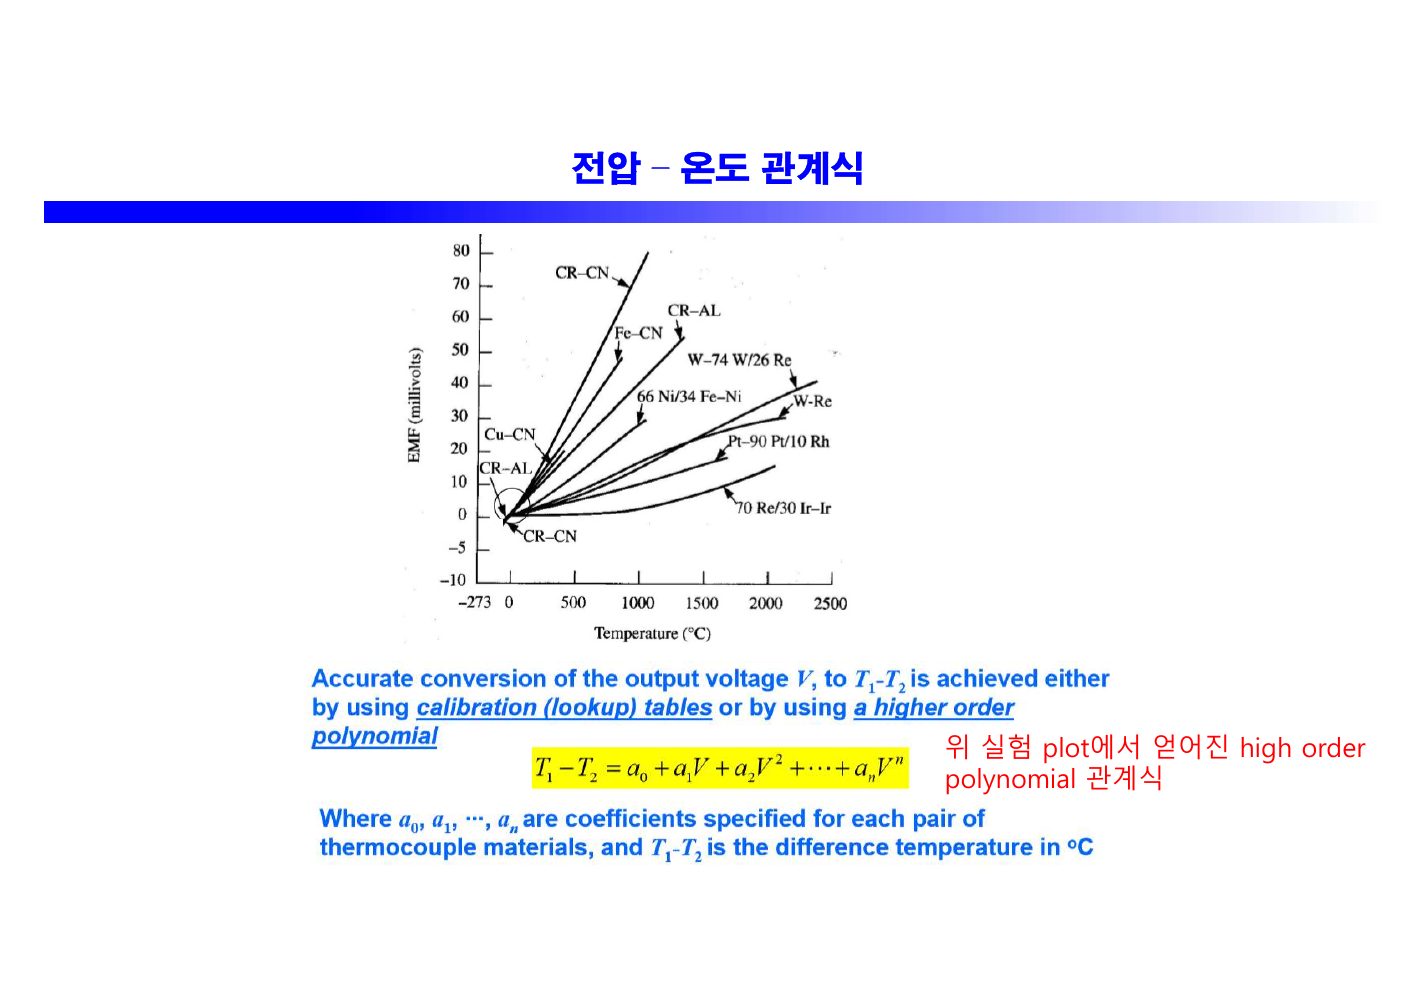 전압 – 온도 관계식
80
70
60
50
40
30
20
10
0
–5
–10
EMF (millivolts)
CR–CN
CR–AL
Fe–CN
W–74 W/26 Re
66 Ni/34 Fe–Ni
W-Re
Cu–CN
Pt–90 Pt/10 Rh
CR–AL
70 Re/30 Ir–Ir
CR–CN
–273 0 500 1000 1500 2000 2500
Temperature (°C)
Accurate conversion of the output voltage V, to T₁-T₂ is achieved either
by using calibration (lookup) tables or by using a higher order
polynomial
위 실험 plot에서 얻어진 high order
polynomial 관계식
T₁ − T₂ = a₀ + a₁V + a₂V² + ⋯ + aₙVⁿ
Where a₀, a₁, ⋯, aₙ are coefficients specified for each pair of
thermocouple materials, and T₁-T₂ is the difference temperature in ºC